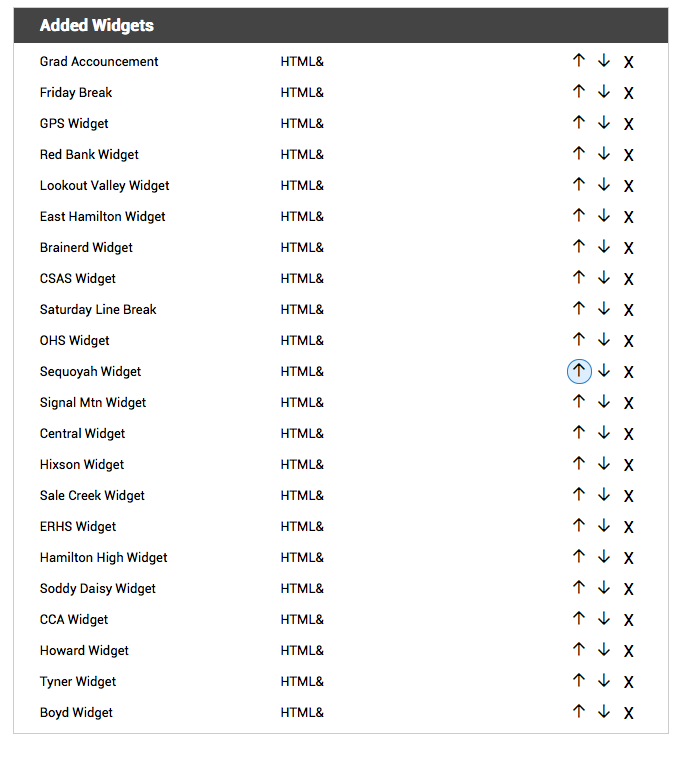 Added Widgets
Grad Accouncement HTML& ↑ ↓ X
Friday Break HTML& ↑ ↓ X
GPS Widget HTML& ↑ ↓ X
Red Bank Widget HTML& ↑ ↓ X
Lookout Valley Widget HTML& ↑ ↓ X
East Hamilton Widget HTML& ↑ ↓ X
Brainerd Widget HTML& ↑ ↓ X
CSAS Widget HTML& ↑ ↓ X
Saturday Line Break HTML& ↑ ↓ X
OHS Widget HTML& ↑ ↓ X
Sequoyah Widget HTML& ↑ ↓ X
Signal Mtn Widget HTML& ↑ ↓ X
Central Widget HTML& ↑ ↓ X
Hixson Widget HTML& ↑ ↓ X
Sale Creek Widget HTML& ↑ ↓ X
ERHS Widget HTML& ↑ ↓ X
Hamilton High Widget HTML& ↑ ↓ X
Soddy Daisy Widget HTML& ↑ ↓ X
CCA Widget HTML& ↑ ↓ X
Howard Widget HTML& ↑ ↓ X
Tyner Widget HTML& ↑ ↓ X
Boyd Widget HTML& ↑ ↓ X